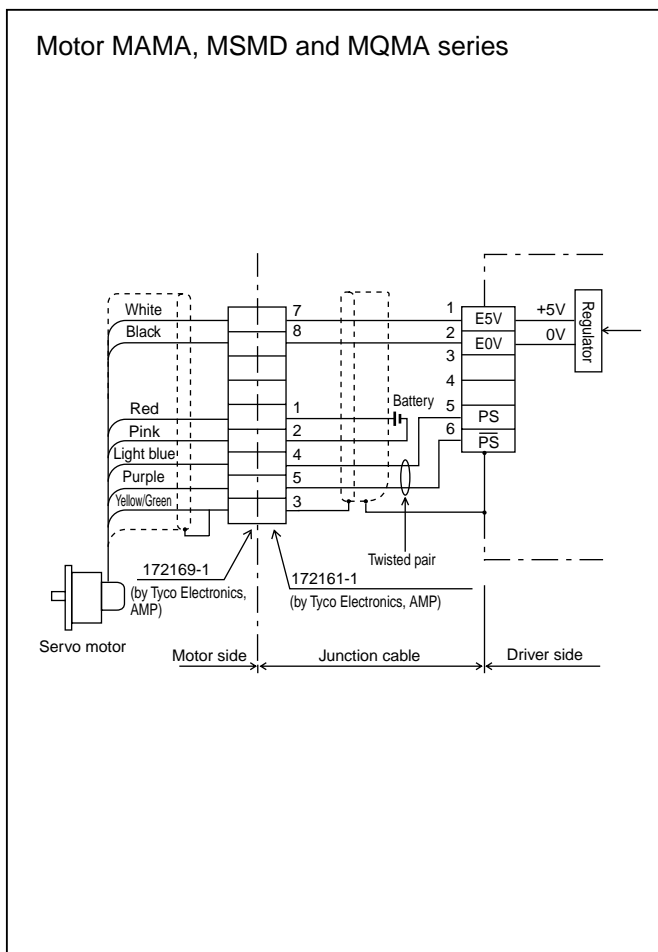 Motor MAMA, MSMD and MQMA series
White
Black
Red
Pink
Light blue
Purple
Yellow/Green
7
8
1
2
4
5
3
Battery
Twisted pair
1
2
3
4
5
6
E5V
E0V
PS
P̅S̅
+5V
0V
Regulator
172169-1
(by Tyco Electronics,
AMP)
172161-1
(by Tyco Electronics, AMP)
Servo motor
Motor side
Junction cable
Driver side